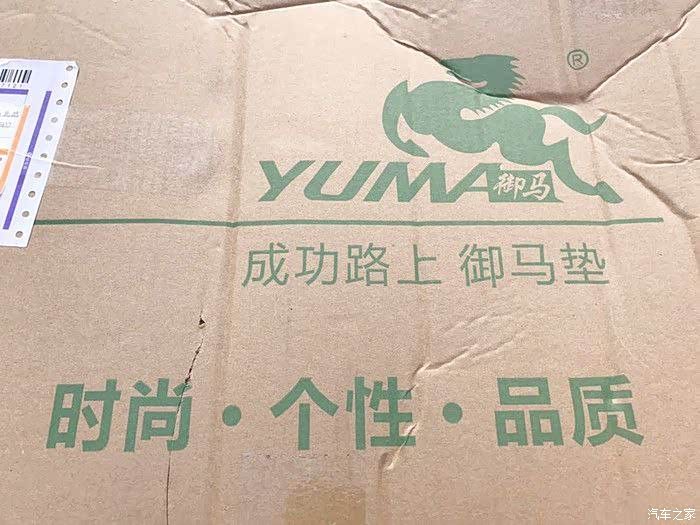 ®
YUMA御马
成功路上 御马垫
时尚·个性·品质
汽车之家